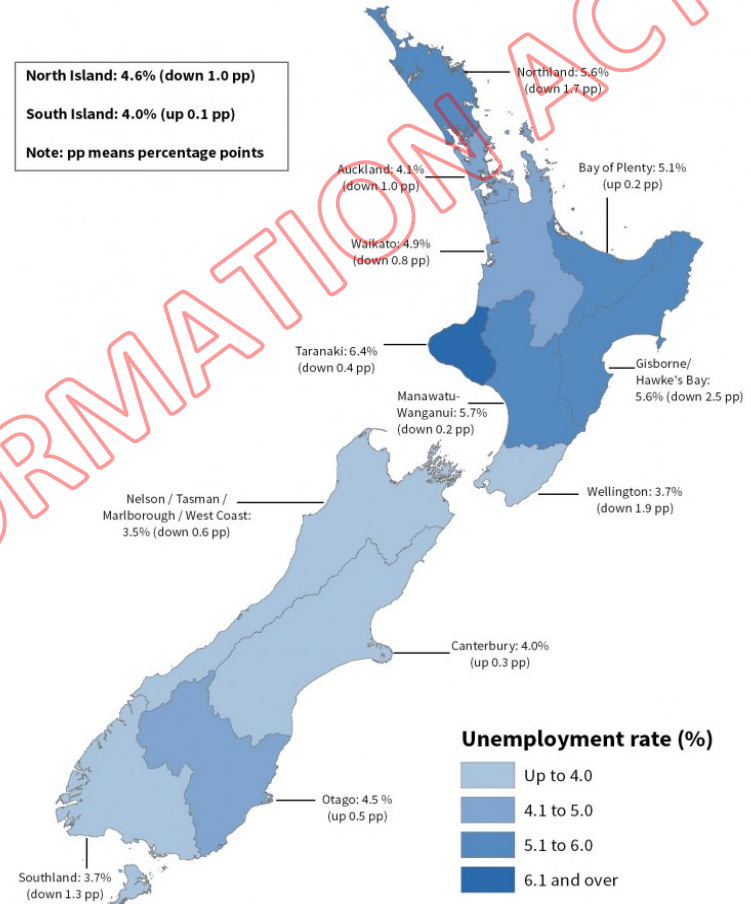 North Island: 4.6% (down 1.0 pp)
South Island: 4.0% (up 0.1 pp)
Note: pp means percentage points
RMATION ACT
Northland: 5.6%
(down 1.7 pp)
Auckland: 4.1%
(down 1.0 pp)
Bay of Plenty: 5.1%
(up 0.2 pp)
Waikato: 4.9%
(down 0.8 pp)
Taranaki: 6.4%
(down 0.4 pp)
Gisborne/
Hawke's Bay:
5.6% (down 2.5 pp)
Manawatu-
Wanganui: 5.7%
(down 0.2 pp)
Nelson / Tasman /
Marlborough / West Coast:
3.5% (down 0.6 pp)
Wellington: 3.7%
(down 1.9 pp)
Canterbury: 4.0%
(up 0.3 pp)
Unemployment rate (%)
Up to 4.0
4.1 to 5.0
5.1 to 6.0
6.1 and over
Otago: 4.5 %
(up 0.5 pp)
Southland: 3.7%
(down 1.3 pp)